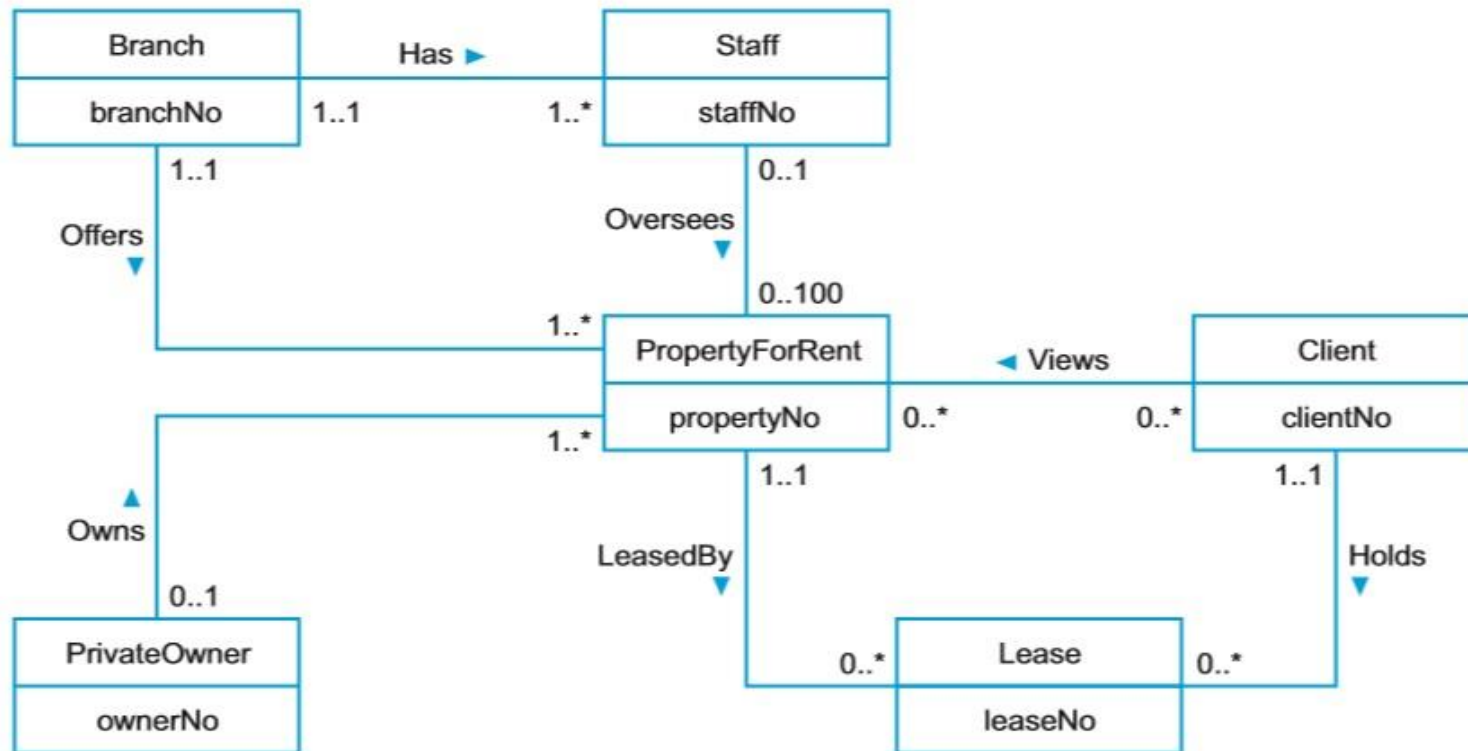 Branch
Has ►
Staff
branchNo
1..1
1..*
staffNo
1..1
0..1
Offers
▼
Oversees
▼
0..100
1..*
PropertyForRent
◄ Views
Client
propertyNo
0..*
0..*
clientNo
1..*
1..1
1..1
▲
Owns
LeasedBy
▼
Holds
▼
0..1
PrivateOwner
0..*
Lease
0..*
ownerNo
leaseNo